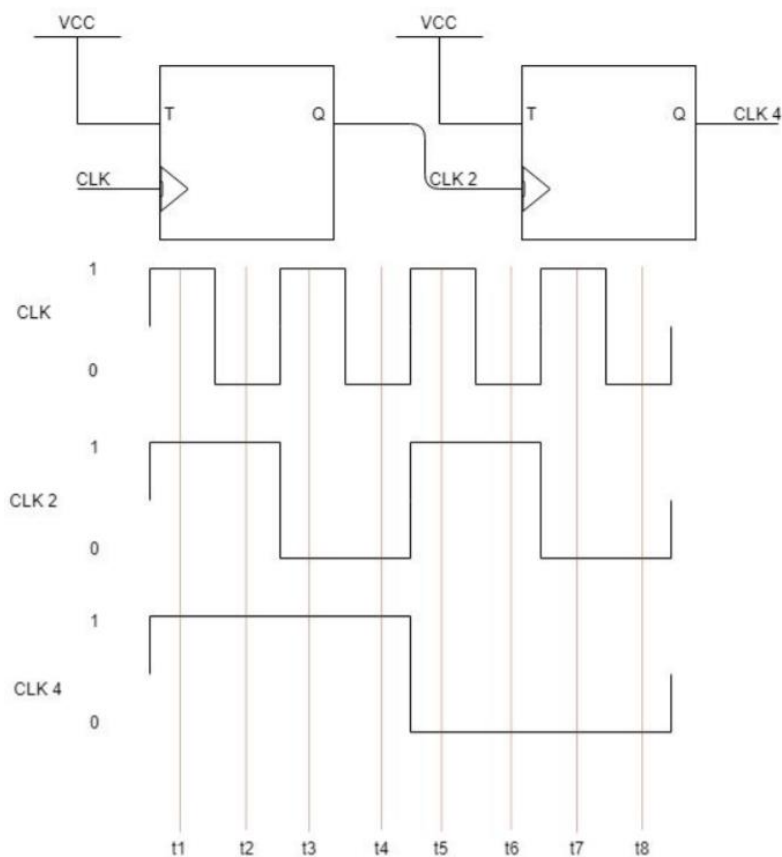 VCC VCC
T Q T Q CLK 4
CLK CLK 2
1
CLK
0
1
CLK 2
0
1
CLK 4
0
t1 t2 t3 t4 t5 t6 t7 t8